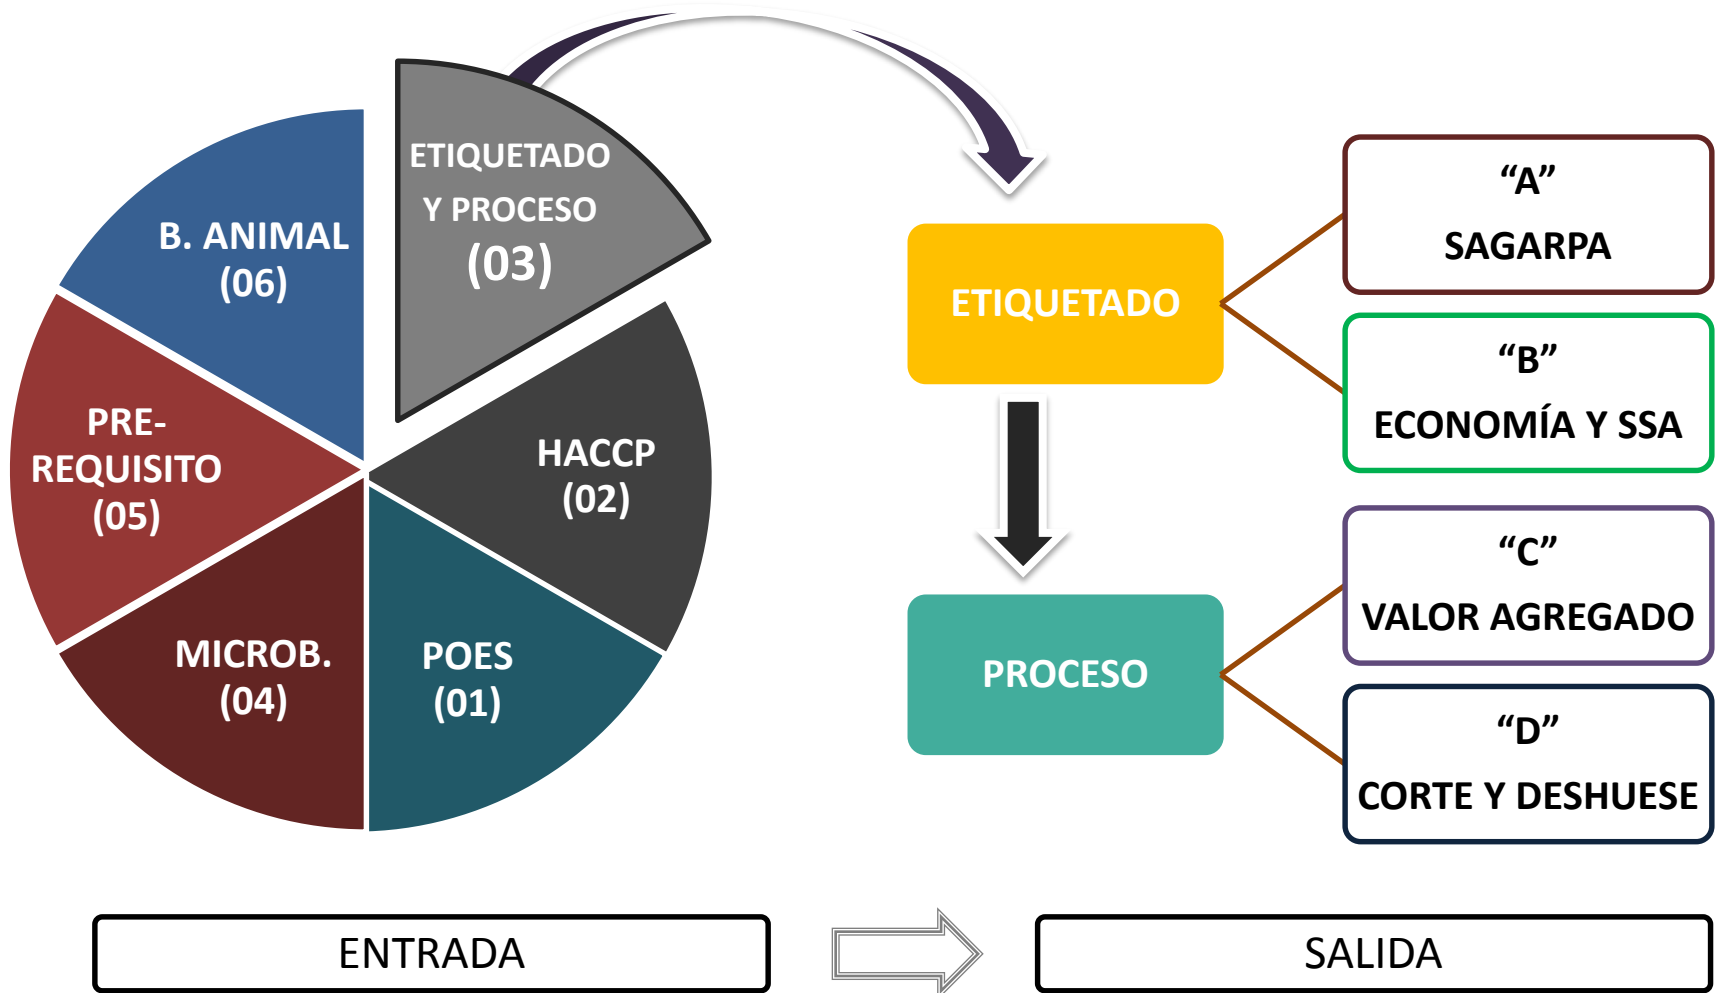 ETIQUETADO
Y PROCESO
(03)
B. ANIMAL
(06)
PRE-
REQUISITO
(05)
HACCP
(02)
MICROB.
(04)
POES
(01)
ETIQUETADO
“A”
SAGARPA
“B”
ECONOMÍA Y SSA
PROCESO
“C”
VALOR AGREGADO
“D”
CORTE Y DESHUESE
ENTRADA
SALIDA